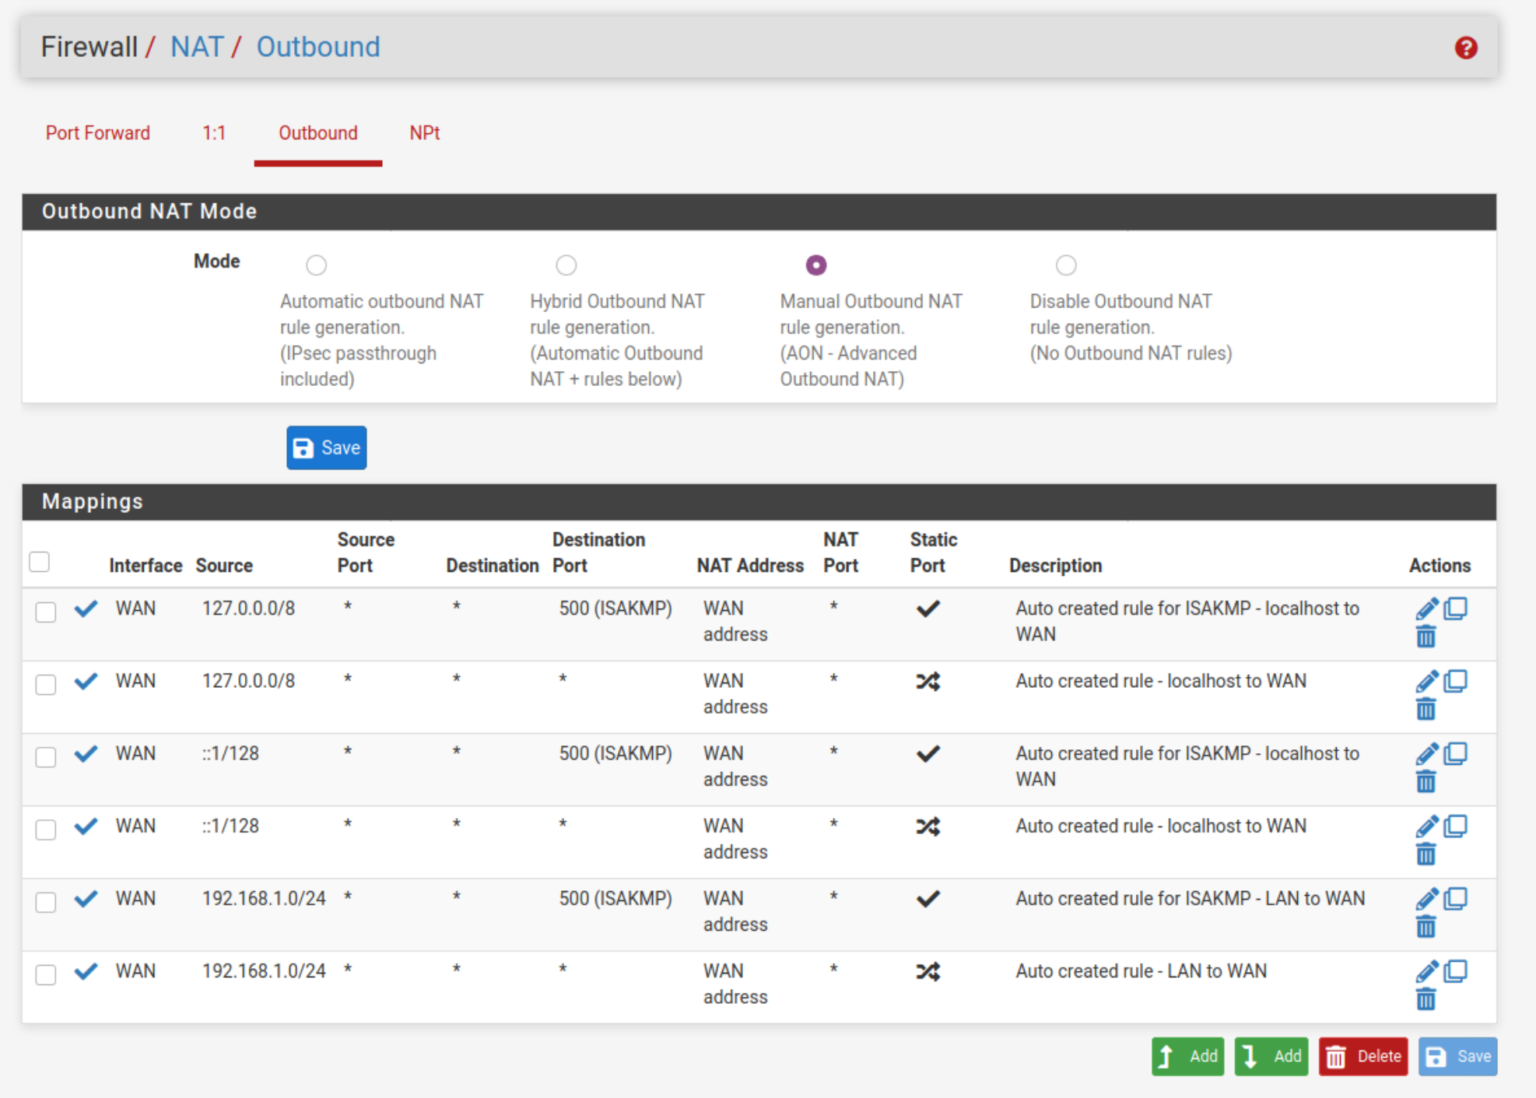 Firewall / NAT / Outbound
Port Forward 1:1 Outbound NPt
Outbound NAT Mode
Mode
Automatic outbound NAT
rule generation.
(IPsec passthrough
included)
Hybrid Outbound NAT
rule generation.
(Automatic Outbound
NAT + rules below)
Manual Outbound NAT
rule generation.
(AON - Advanced
Outbound NAT)
Disable Outbound NAT
rule generation.
(No Outbound NAT rules)
Save
Mappings
Interface Source Source Port Destination Destination Port NAT Address NAT Port Static Port Description Actions
WAN 127.0.0.0/8 * * 500 (ISAKMP) WAN address * Auto created rule for ISAKMP - localhost to WAN
WAN 127.0.0.0/8 * * * WAN address * Auto created rule - localhost to WAN
WAN ::1/128 * * 500 (ISAKMP) WAN address * Auto created rule for ISAKMP - localhost to WAN
WAN ::1/128 * * * WAN address * Auto created rule - localhost to WAN
WAN 192.168.1.0/24 * * 500 (ISAKMP) WAN address * Auto created rule for ISAKMP - LAN to WAN
WAN 192.168.1.0/24 * * * WAN address * Auto created rule - LAN to WAN
Add Add Delete Save